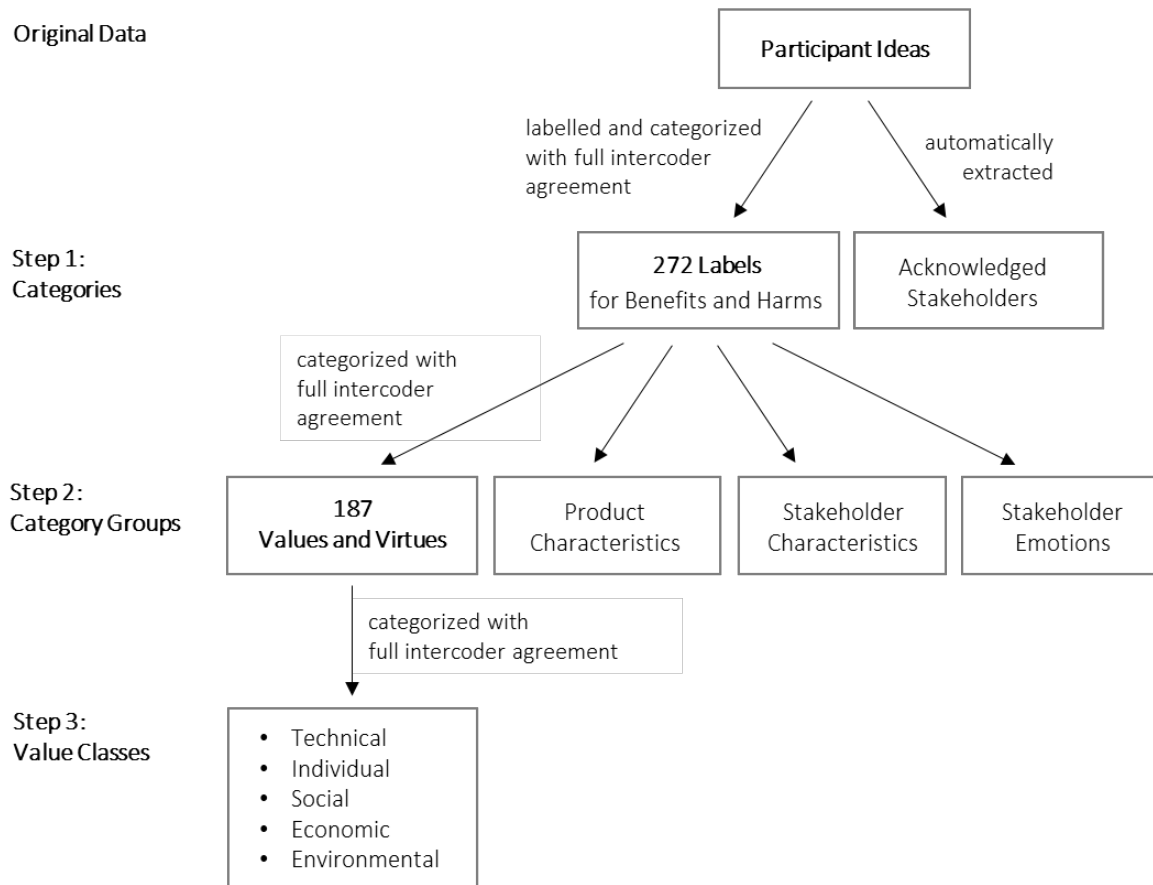 Original Data
Participant Ideas
labelled and categorized
with full intercoder
agreement
automatically
extracted
Step 1:
Categories
272 Labels
for Benefits and Harms
Acknowledged
Stakeholders
categorized with
full intercoder
agreement
Step 2:
Category Groups
187
Values and Virtues
Product
Characteristics
Stakeholder
Characteristics
Stakeholder
Emotions
categorized with
full intercoder agreement
Step 3:
Value Classes
• Technical
• Individual
• Social
• Economic
• Environmental